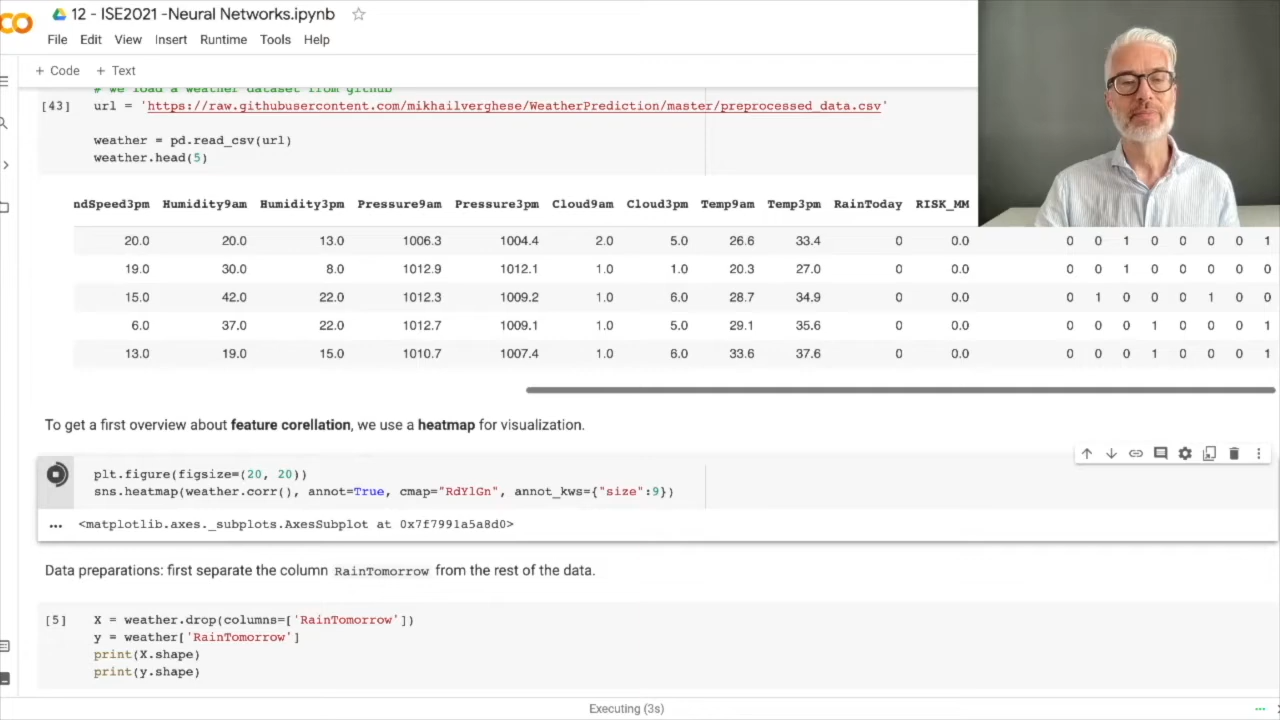 CO
12 - ISE2021 -Neural Networks.ipynb
File Edit View Insert Runtime Tools Help
+ Code + Text
# we load a weather dataset from github
[43] url = 'https://raw.githubusercontent.com/mikhailverghese/WeatherPrediction/master/preprocessed_data.csv'
weather = pd.read_csv(url)
weather.head(5)
ndSpeed3pm Humidity9am Humidity3pm Pressure9am Pressure3pm Cloud9am Cloud3pm Temp9am Temp3pm RainToday RISK_MM
20.0 20.0 13.0 1006.3 1004.4 2.0 5.0 26.6 33.4 0 0.0 0 0 1 0 0 0 0 1
19.0 30.0 8.0 1012.9 1012.1 1.0 1.0 20.3 27.0 0 0.0 0 0 1 0 0 0 0 0
15.0 42.0 22.0 1012.3 1009.2 1.0 6.0 28.7 34.9 0 0.0 0 1 0 0 0 1 0 0
6.0 37.0 22.0 1012.7 1009.1 1.0 5.0 29.1 35.6 0 0.0 0 0 0 1 0 0 0 1
13.0 19.0 15.0 1010.7 1007.4 1.0 6.0 33.6 37.6 0 0.0 0 0 0 1 0 0 0 1
To get a first overview about feature corellation, we use a heatmap for visualization.
plt.figure(figsize=(20, 20))
sns.heatmap(weather.corr(), annot=True, cmap="RdYlGn", annot_kws={"size":9})
... <matplotlib.axes._subplots.AxesSubplot at 0x7f7991a5a8d0>
Data preparations: first separate the column RainTomorrow from the rest of the data.
[5] X = weather.drop(columns=['RainTomorrow'])
y = weather['RainTomorrow']
print(X.shape)
print(y.shape)
Executing (3s)